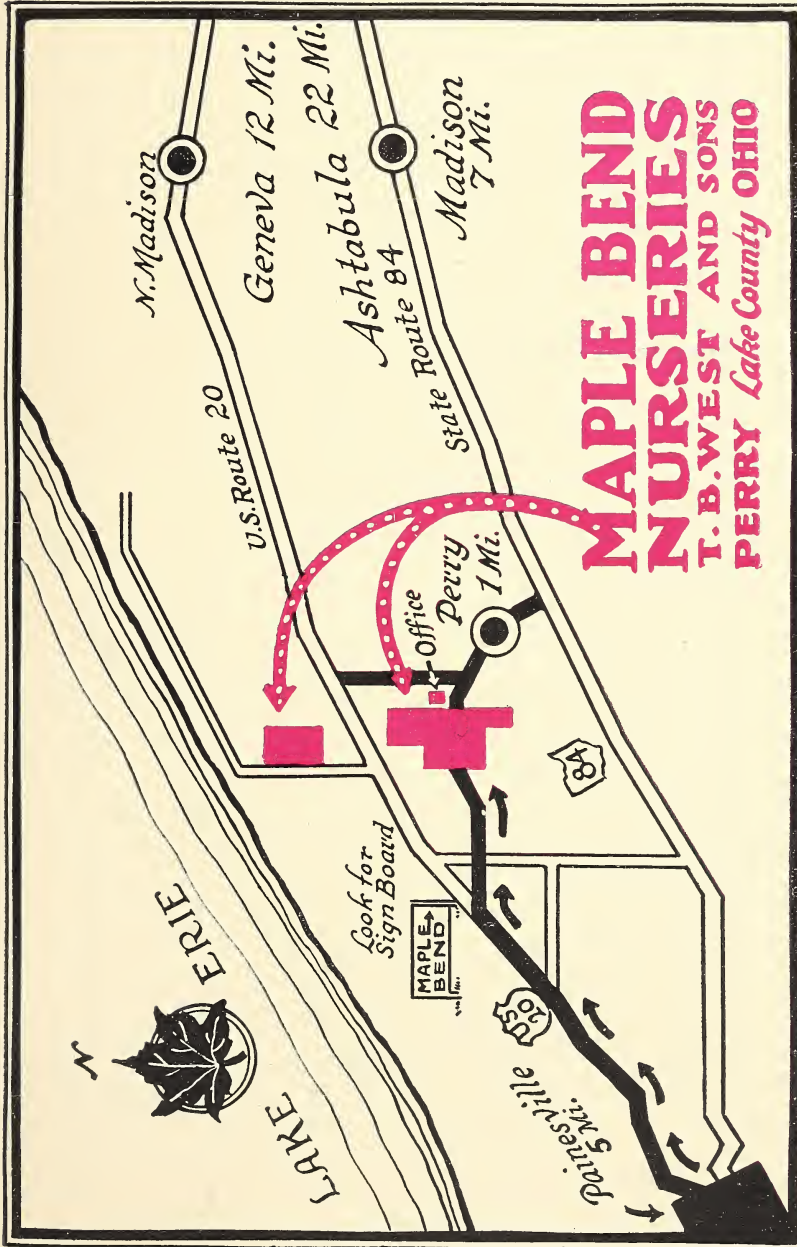 N
LAKE ERIE
N. Madison
Geneva 12 Mi.
Ashtabula 22 Mi.
Madison
7 Mi.
U.S. Route 20
State Route 84
Look for
Sign Board
MAPLE
BEND
Office
Perry
1 Mi.
84
US
20
Painesville
5 Mi.
MAPLE BEND
NURSERIES
T. B. WEST AND SONS
PERRY Lake County OHIO